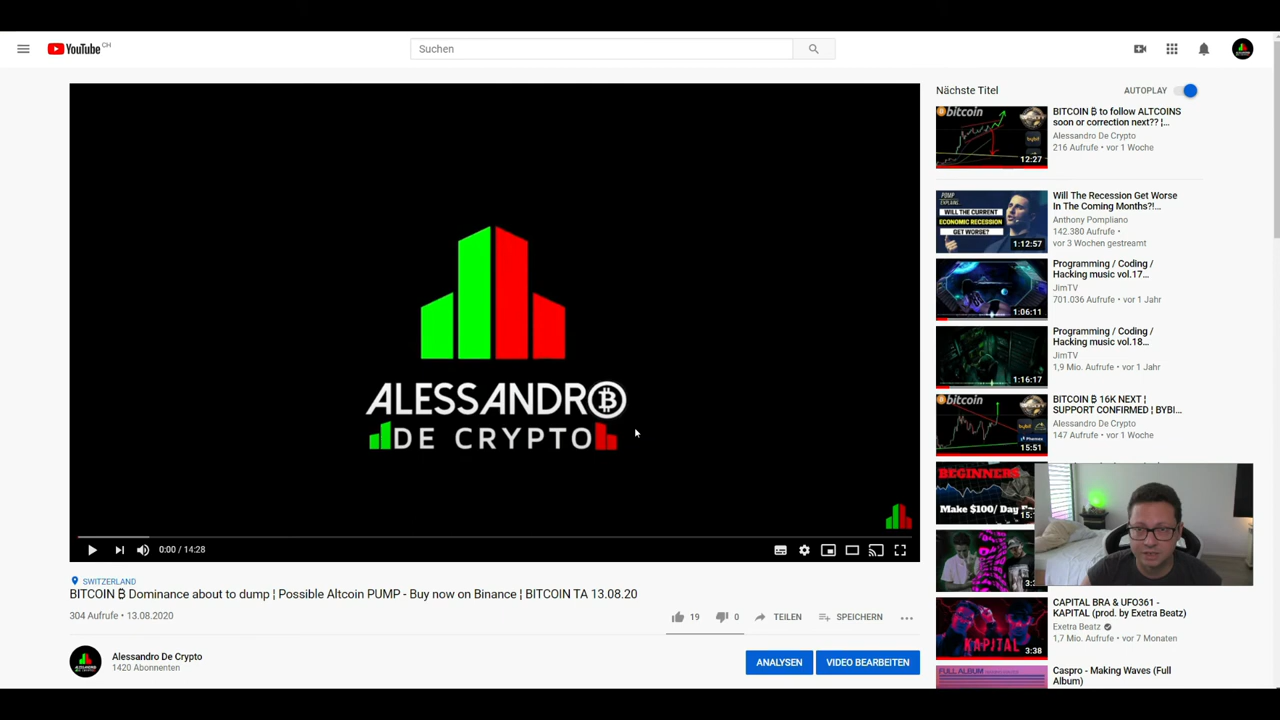 YouTube CH
Suchen
ALESSANDRO
DE CRYPTO
0:00 / 14:28
SWITZERLAND
BITCOIN ₿ Dominance about to dump ¦ Possible Altcoin PUMP - Buy now on Binance ¦ BITCOIN TA 13.08.20
304 Aufrufe • 13.08.2020
19
0
TEILEN
SPEICHERN
Alessandro De Crypto
1420 Abonnenten
ANALYSEN
VIDEO BEARBEITEN
Nächste Titel
AUTOPLAY
bitcoin
12:27
BITCOIN ₿ to follow ALTCOINS
soon or correction next?? ¦...
Alessandro De Crypto
216 Aufrufe • vor 1 Woche
POMP
EXPLAINS
WILL THE CURRENT
ECONOMIC RECESSION
GET WORSE?
1:12:57
Will The Recession Get Worse
In The Coming Months?!...
Anthony Pompliano
142.380 Aufrufe •
vor 3 Wochen gestreamt
1:06:11
Programming / Coding /
Hacking music vol.17...
JimTV
701.036 Aufrufe • vor 1 Jahr
1:16:17
Programming / Coding /
Hacking music vol.18...
JimTV
1,9 Mio. Aufrufe • vor 1 Jahr
bitcoin
15:51
BITCOIN ₿ 16K NEXT ¦
SUPPORT CONFIRMED ¦ BYBI...
Alessandro De Crypto
147 Aufrufe • vor 1 Woche
BEGINNERS
Make $100/ Day
KAPITAL
3:38
CAPITAL BRA & UFO361 -
KAPITAL (prod. by Exetra Beatz)
Exetra Beatz
1,7 Mio. Aufrufe • vor 7 Monaten
FULL ALBUM
Caspro - Making Waves (Full
Album)